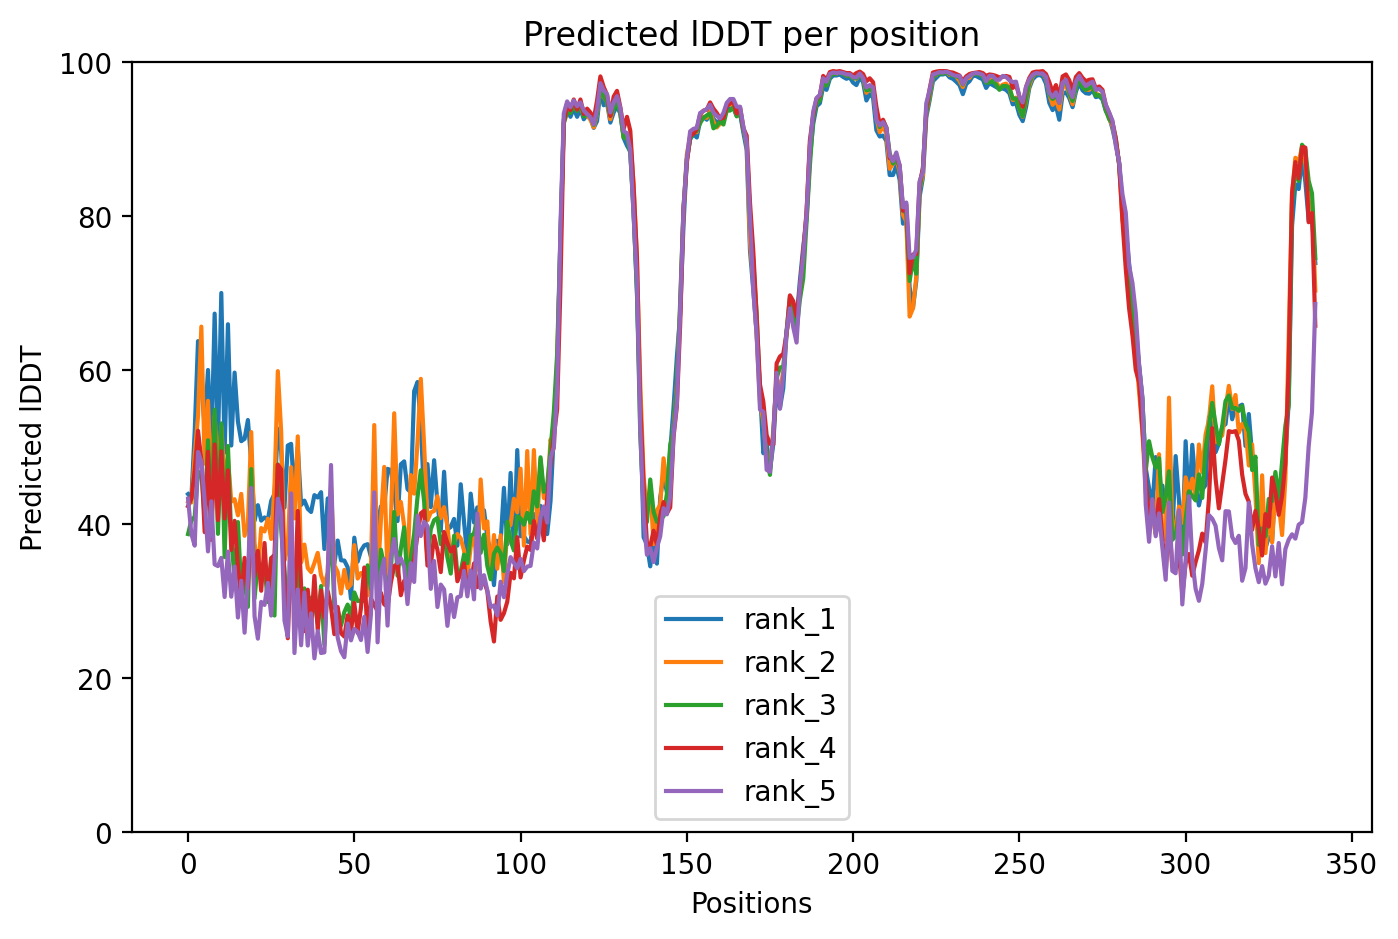 Predicted lDDT per position
100
80
60
40
20
0
Predicted lDDT
0 50 100 150 200 250 300 350
Positions
rank_1
rank_2
rank_3
rank_4
rank_5